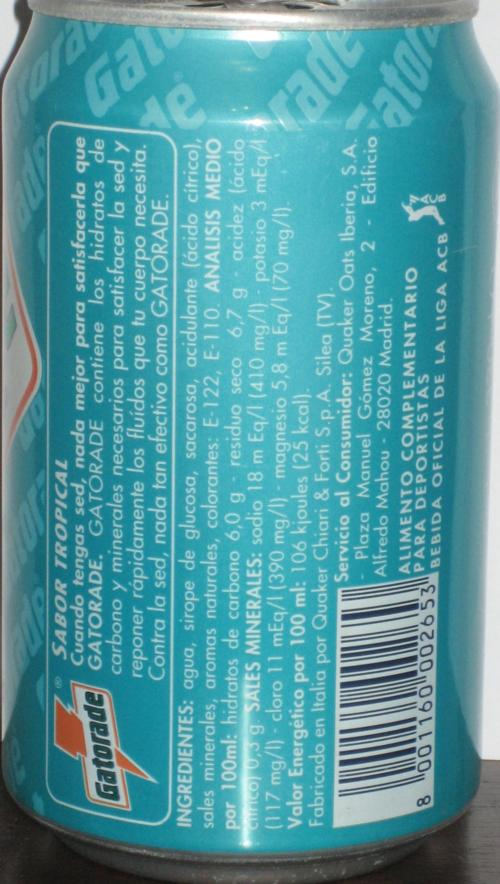 SABOR TROPICAL
Cuando tengas sed, nada mejor para satisfacerla que
GATORADE. GATORADE contiene los hidratos de
carbono y minerales necesarios para satisfacer la sed y
reponer rápidamente los fluidos que tu cuerpo necesita.
Contra la sed, nada tan efectivo como GATORADE.
Gatorade®
INGREDIENTES: agua, sirope de glucosa, sacarosa, acidulante (ácido cítrico),
sales minerales, aromas naturales, colorantes: E-122, E-110. ANALISIS MEDIO
por 100ml: hidratos de carbono 6,0 g - residuo seco 6,7 g - acidez (ácido
cítrico) 0,3 g. SALES MINERALES: sodio 18 m Eq/l (410 mg/l) - potasio 3 mEq/l
(117 mg/l) - cloro 11 mEq/l (390 mg/l) - magnesio 5,8 m Eq/l (70 mg/l).
Valor Energético por 100 ml: 106 kjoules (25 kcal).
Fabricado en Italia por Quaker Chiari & Forti S.p.A. Silea (TV).
Servicio al Consumidor: Quaker Oats Iberia, S.A.
- Plaza Manuel Gómez Moreno, 2 - Edificio
Alfredo Mahou - 28020 Madrid.
ALIMENTO COMPLEMENTARIO
PARA DEPORTISTAS
BEBIDA OFICIAL DE LA LIGA ACB
ACB
8 001160 002653
Gatorade